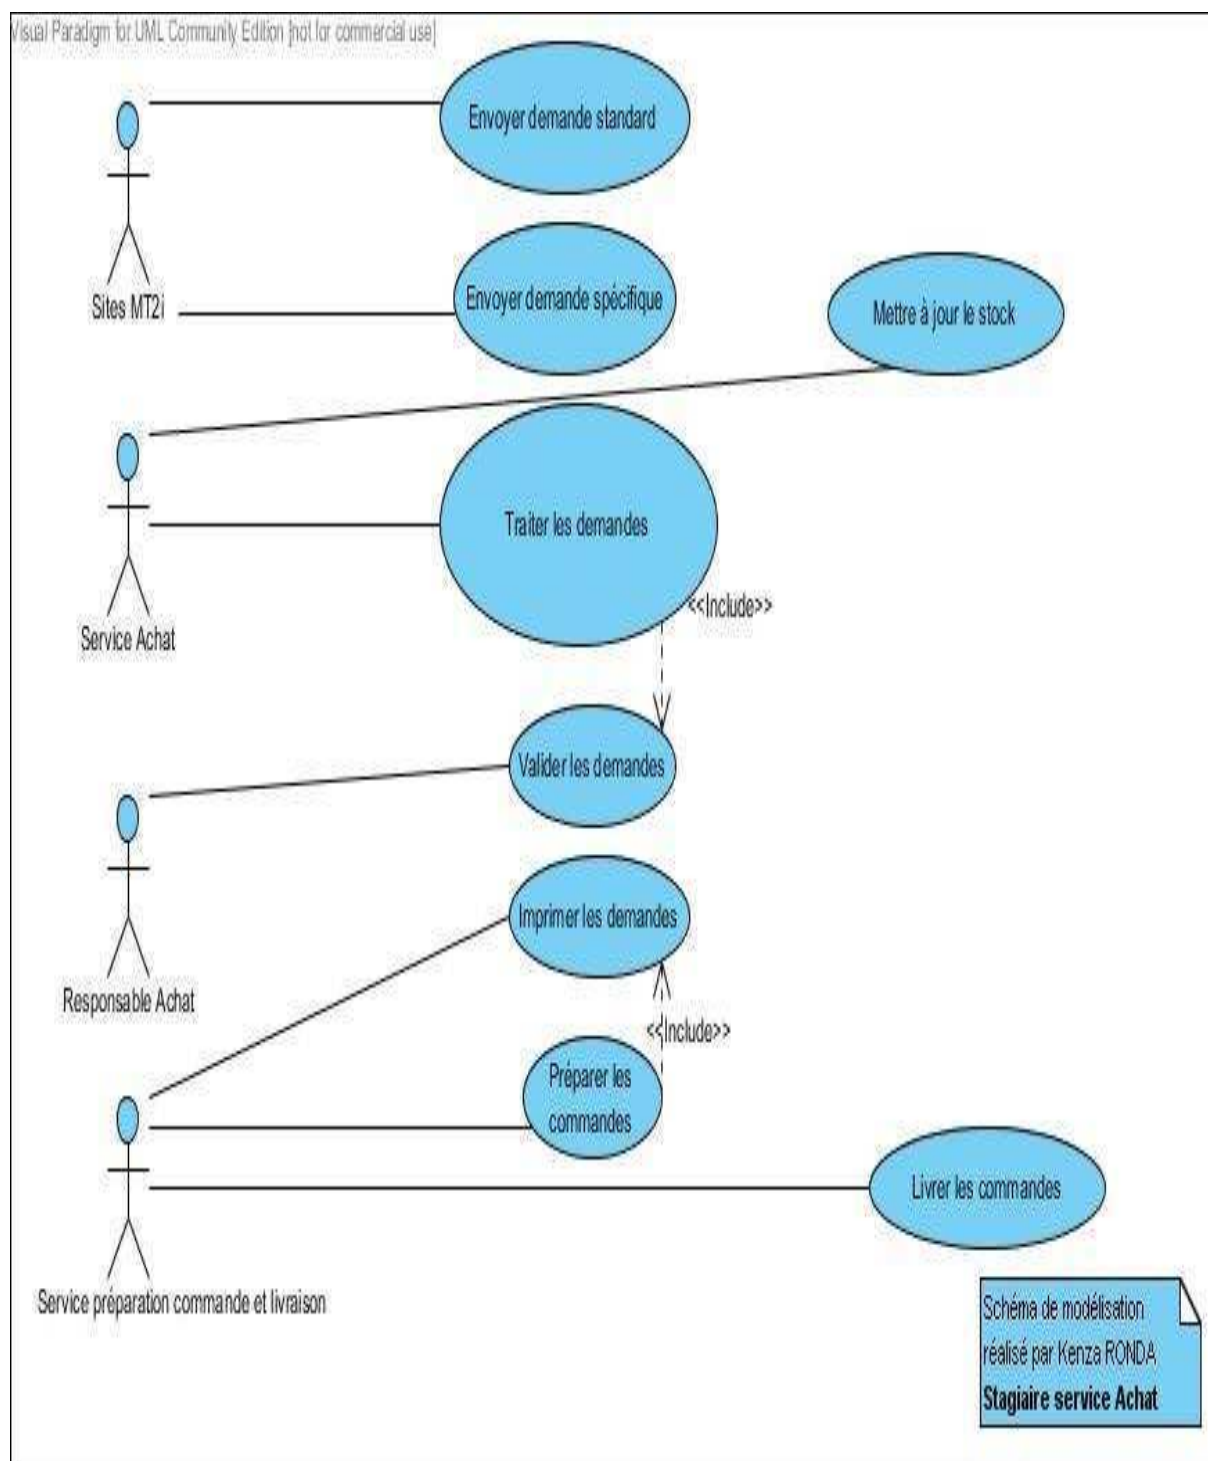 Visual Paradigm for UML Community Edition [not for commercial use]
Envoyer demande standard
Sites MT2i
Envoyer demande spécifique
Mettre à jour le stock
Traiter les demandes
<<Include>>
Service Achat
Valider les demandes
Imprimer les demandes
Responsable Achat
<<Include>>
Préparer les
commandes
Livrer les commandes
Service préparation commande et livraison
Schéma de modélisation
réalisé par Kenza RONDA
Stagiaire service Achat